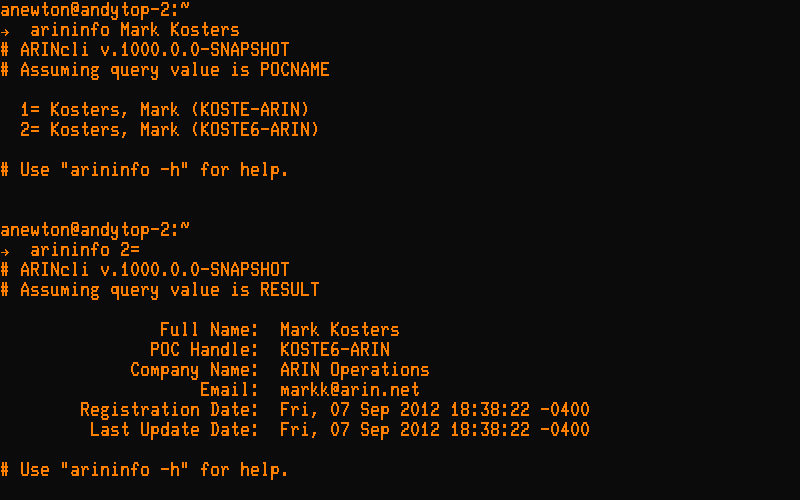 anewton@andytop-2:~
→  arininfo Mark Kosters
# ARINcli v.1000.0.0-SNAPSHOT
# Assuming query value is POCNAME
  1= Kosters, Mark (KOSTE-ARIN)
  2= Kosters, Mark (KOSTE6-ARIN)
# Use "arininfo -h" for help.
anewton@andytop-2:~
→  arininfo 2=
# ARINcli v.1000.0.0-SNAPSHOT
# Assuming query value is RESULT
                Full Name:  Mark Kosters
               POC Handle:  KOSTE6-ARIN
             Company Name:  ARIN Operations
                    Email:  markk@arin.net
        Registration Date:  Fri, 07 Sep 2012 18:38:22 -0400
         Last Update Date:  Fri, 07 Sep 2012 18:38:22 -0400
# Use "arininfo -h" for help.